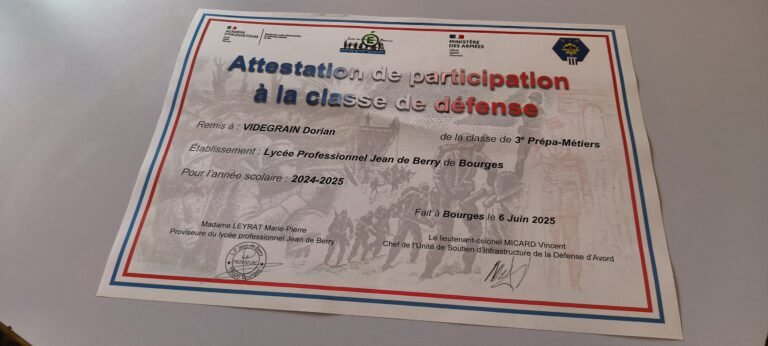 ACADÉMIE
D'ORLÉANS-TOURS
MINISTÈRE
DES ARMÉES
Attestation de participation
à la classe de défense
Remis à : VIDEGRAIN Dorian
de la classe de 3e Prépa-Métiers
Établissement : Lycée Professionnel Jean de Berry de Bourges
Pour l'année scolaire : 2024-2025
Fait à Bourges le 6 Juin 2025
Madame LEYRAT Marie-Pierre
Proviseure du lycée professionnel Jean de Berry
Le lieutenant-colonel MICARD Vincent
Chef de l'Unité de Soutien d'Infrastructure de la Défense d'Avord